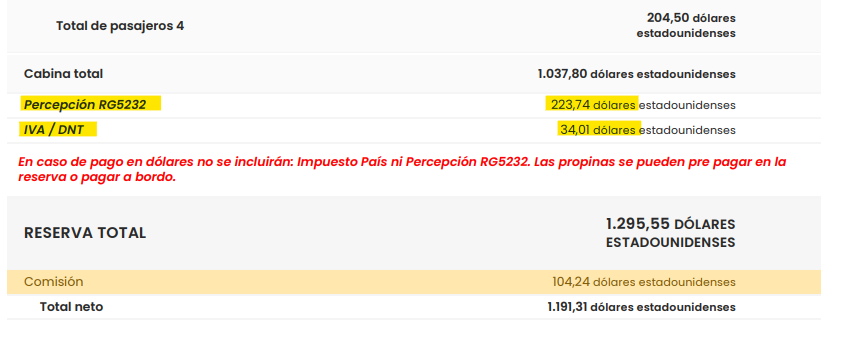 Total de pasajeros 4 204,50 dólares
estadounidenses
Cabina total 1.037,80 dólares estadounidenses
Percepción RG5232 223,74 dólares estadounidenses
IVA / DNT 34,01 dólares estadounidenses
En caso de pago en dólares no se incluirán: Impuesto País ni Percepción RG5232. Las propinas se pueden pre pagar en la
reserva o pagar a bordo.
RESERVA TOTAL 1.295,55 DÓLARES
ESTADOUNIDENSES
Comisión 104,24 dólares estadounidenses
Total neto 1.191,31 dólares estadounidenses